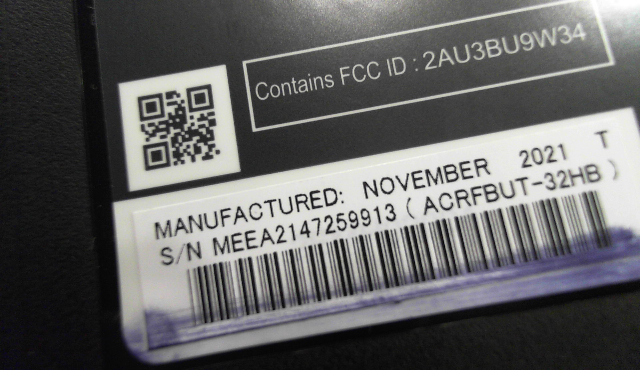 Contains FCC ID : 2AU3BU9W34
MANUFACTURED: NOVEMBER 2021 T
S/N MEEA2147259913 ( ACRFBUT-32HB )